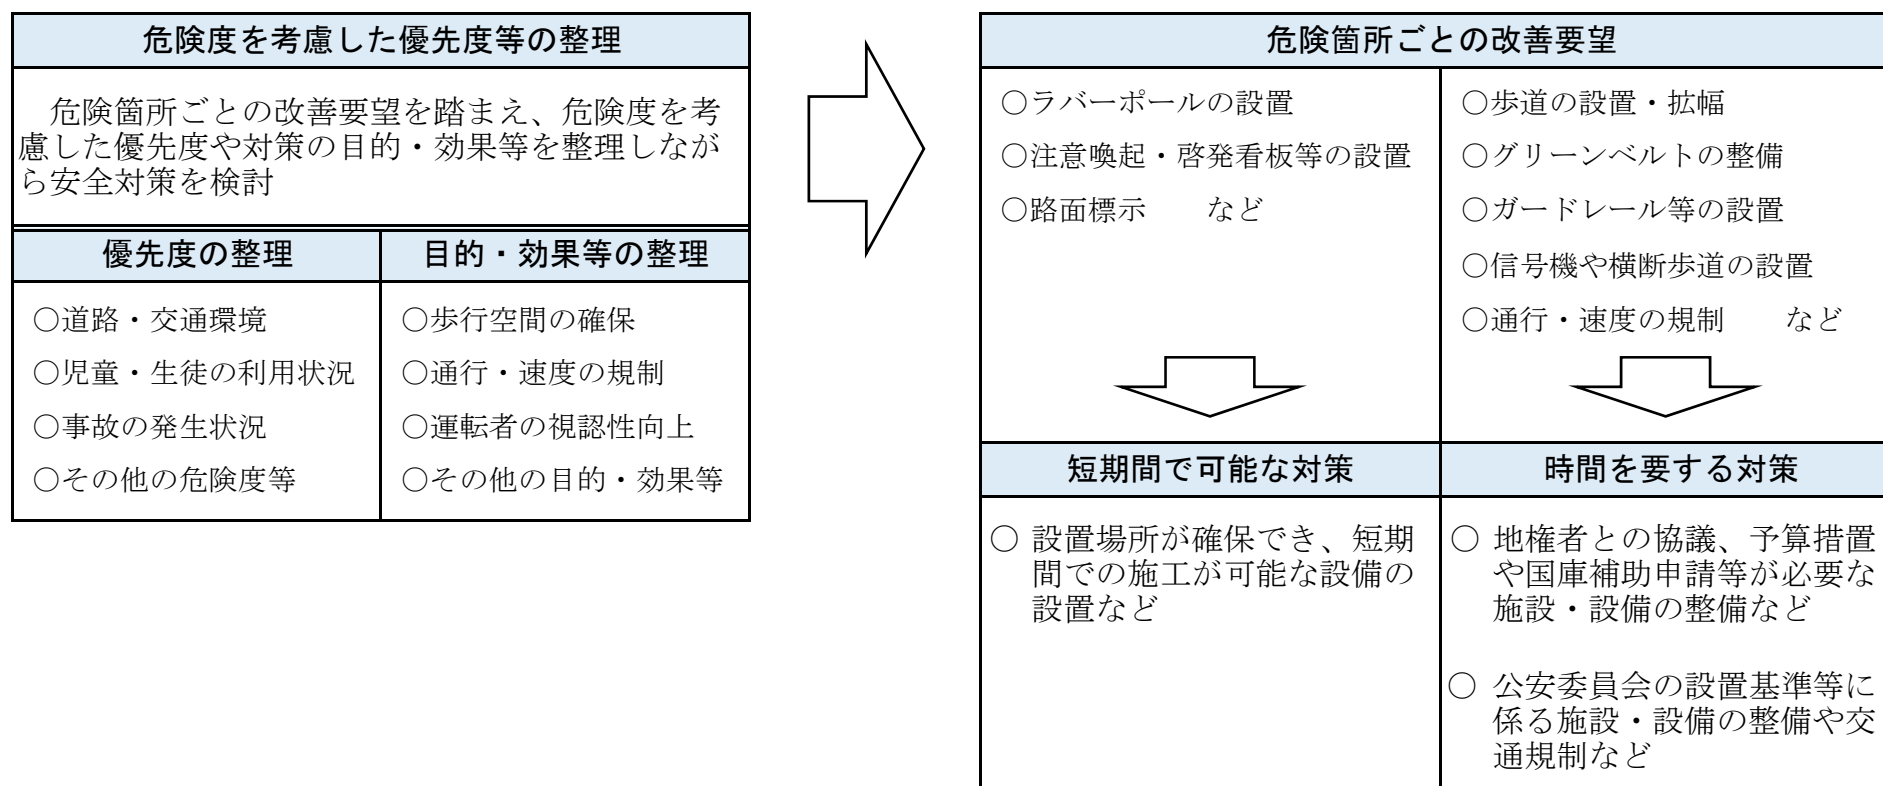 危険度を考慮した優先度等の整理
危険箇所ごとの改善要望を踏まえ、危険度を考
慮した優先度や対策の目的・効果等を整理しなが
ら安全対策を検討
優先度の整理
○道路・交通環境
○児童・生徒の利用状況
○事故の発生状況
○その他の危険度等
目的・効果等の整理
○歩行空間の確保
○通行・速度の規制
○運転者の視認性向上
○その他の目的・効果等
危険箇所ごとの改善要望
○ラバーポールの設置
○注意喚起・啓発看板等の設置
○路面標示　　など
○歩道の設置・拡幅
○グリーンベルトの整備
○ガードレール等の設置
○信号機や横断歩道の設置
○通行・速度の規制　　など
短期間で可能な対策
○ 設置場所が確保でき、短期
間での施工が可能な設備の
設置など
時間を要する対策
○ 地権者との協議、予算措置
や国庫補助申請等が必要な
施設・設備の整備など
○ 公安委員会の設置基準等に
係る施設・設備の整備や交
通規制など